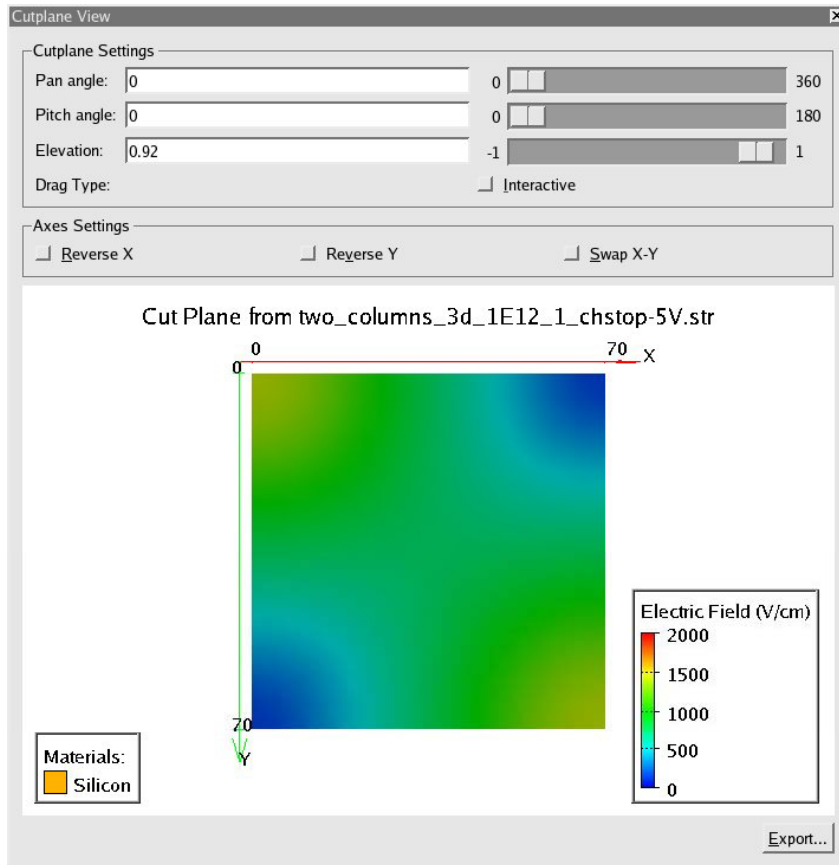 Cutplane View
Cutplane Settings
Pan angle: 0 0 360
Pitch angle: 0 0 180
Elevation: 0.92 -1 1
Drag Type: Interactive
Axes Settings
Reverse X Reverse Y Swap X-Y
Cut Plane from two_columns_3d_1E12_1_chstop-5V.str
0 70 X
0
70
Y
Materials:
Silicon
Electric Field (V/cm)
2000
1500
1000
500
0
Export...